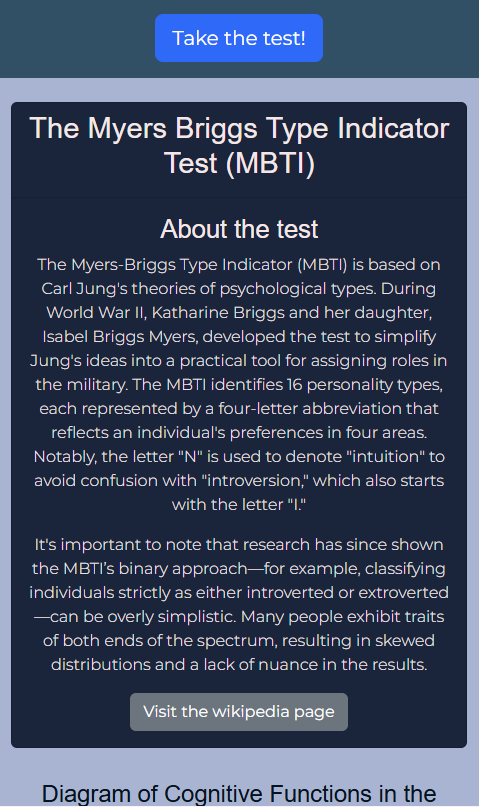 Take the test!
The Myers Briggs Type Indicator
Test (MBTI)
About the test
The Myers-Briggs Type Indicator (MBTI) is based on
Carl Jung's theories of psychological types. During
World War II, Katharine Briggs and her daughter,
Isabel Briggs Myers, developed the test to simplify
Jung's ideas into a practical tool for assigning roles in
the military. The MBTI identifies 16 personality types,
each represented by a four-letter abbreviation that
reflects an individual's preferences in four areas.
Notably, the letter "N" is used to denote "intuition" to
avoid confusion with "introversion," which also starts
with the letter "I."
It's important to note that research has since shown
the MBTI’s binary approach—for example, classifying
individuals strictly as either introverted or extroverted
—can be overly simplistic. Many people exhibit traits
of both ends of the spectrum, resulting in skewed
distributions and a lack of nuance in the results.
Visit the wikipedia page
Diagram of Cognitive Functions in the